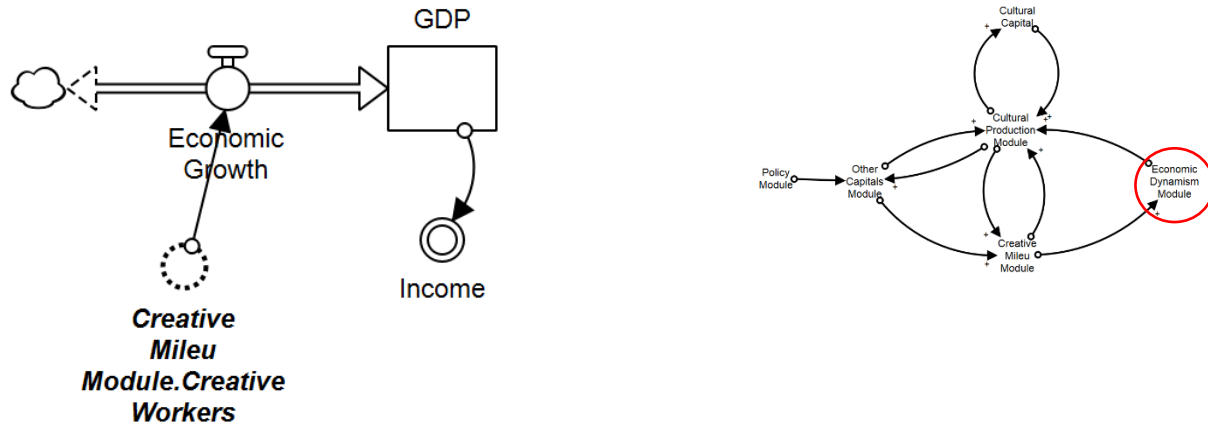 GDP
Economic
Growth
Income
Creative
Mileu
Module.Creative
Workers
Cultural
Capital
+
+
+
Cultural
Production
Module
+
+
+
Policy
Module
Other
Capitals
Module
+
Economic
Dynamism
Module
+
+
Creative
Mileu
Module
+